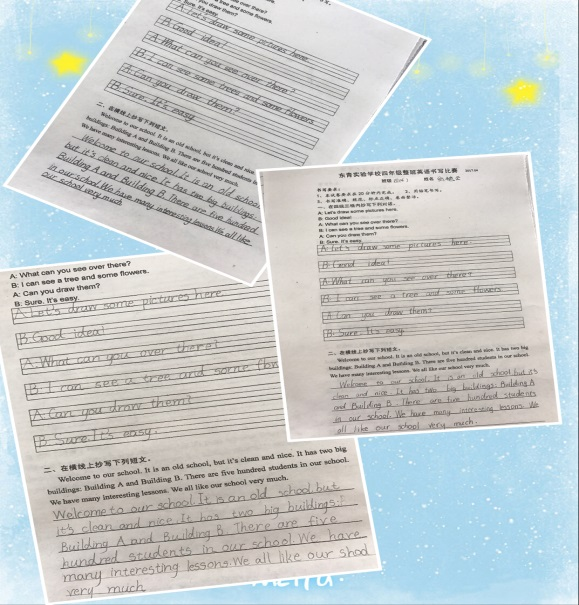 you draw them?
B: Sure. It's easy.
A: Let's draw some pictures here.
B: Good idea!
A: What can you see over there?
B: I can see some trees and some flowers
A: Can you draw them?
B: Sure. It's easy
二、在横线上抄写下列短文。
Welcome to our school. It is an old school, but it's clean and nice.
buildings: Building A and Building B. There are five hundred students
We have many interesting lessons. We all like our school very much.
Welcome to our school. It is an old school
but it's clean and nice. It has two big
Building A and Building B. There are five hundred
in our school. We have many interesting lessons. We all like
our school very much.
东青实验学校四年级整班英语书写比赛
A: Let's draw some pictures here.
B: Good idea!
A: What can you see over there?
B: I can see a tree and some flowers.
A: Can you draw them?
B: Sure. It's easy.
A: Let's draw some pictures here.
B: Good idea!
A: What can you see over there?
B: I can see a tree and some flowers
A: Can you draw them?
B: Sure. It's easy.
二、在横线上抄写下列短文。
Welcome to our school. It is an old school, but it's clean and nice. It has two big
buildings: Building A and Building B. There are five hundred students in our school.
We have many interesting lessons. We all like our school very much.
Welcome to our school. It is an old school, but it's
clean and nice. It has two big buildings: Building A
and Building B. There are five hundred students
in our school. We have many interesting lessons. We
all like our school very much.
A: What can you see over there?
B: I can see a tree and some flowers.
A: Can you draw them?
B: Sure. It's easy.
A: Let's draw some pictures here.
B: Good idea!
A: What can you over there?
B: I can see a tree and some
A: Can you draw them?
B: Sure. It's easy.
二、在横线上抄写下列短文。
Welcome to our school. It is an old school, but it's clean and nice. It has two big
buildings: Building A and Building B. There are five hundred students in our school.
We have many interesting lessons. We all like our school very much.
Welcome to our school. It is an old school, but
it's clean and nice. It has two big buildings:
Building A and Building B. There are five
hundred students in our school. We have
many interesting lessons. We all like our
very much.